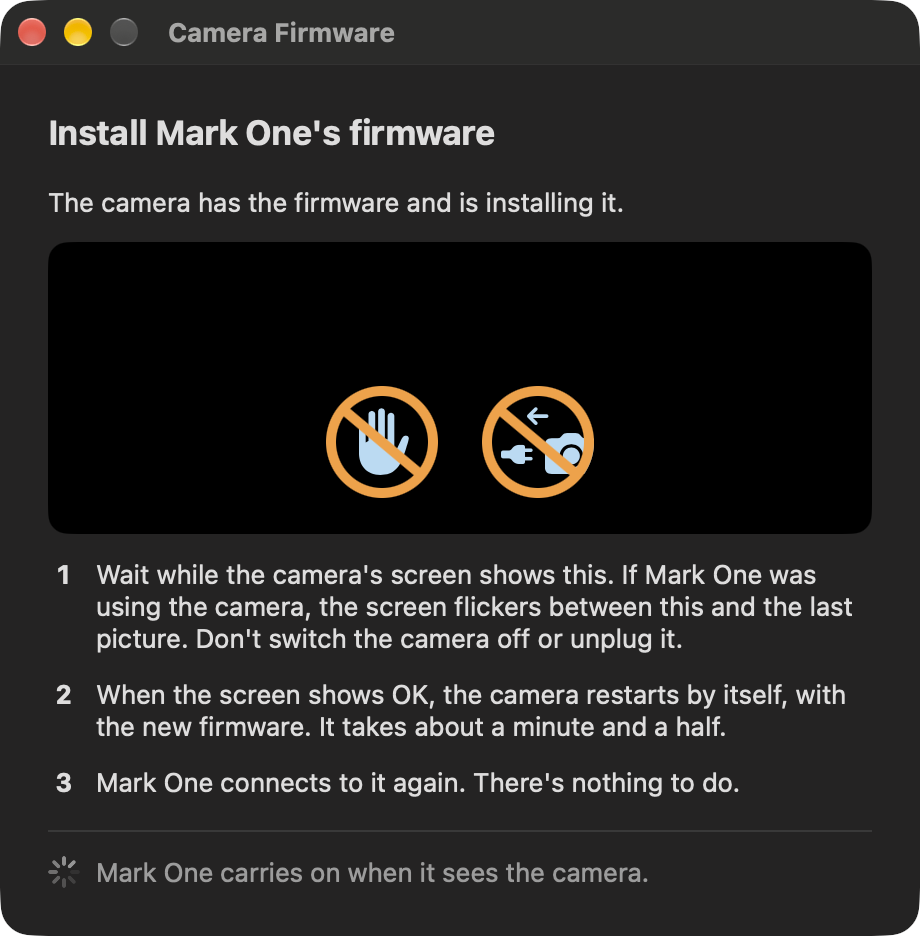 Camera Firmware
Install Mark One's firmware
The camera has the firmware and is installing it.
1 Wait while the camera's screen shows this. If Mark One was
using the camera, the screen flickers between this and the last
picture. Don't switch the camera off or unplug it.
2 When the screen shows OK, the camera restarts by itself, with
the new firmware. It takes about a minute and a half.
3 Mark One connects to it again. There's nothing to do.
Mark One carries on when it sees the camera.